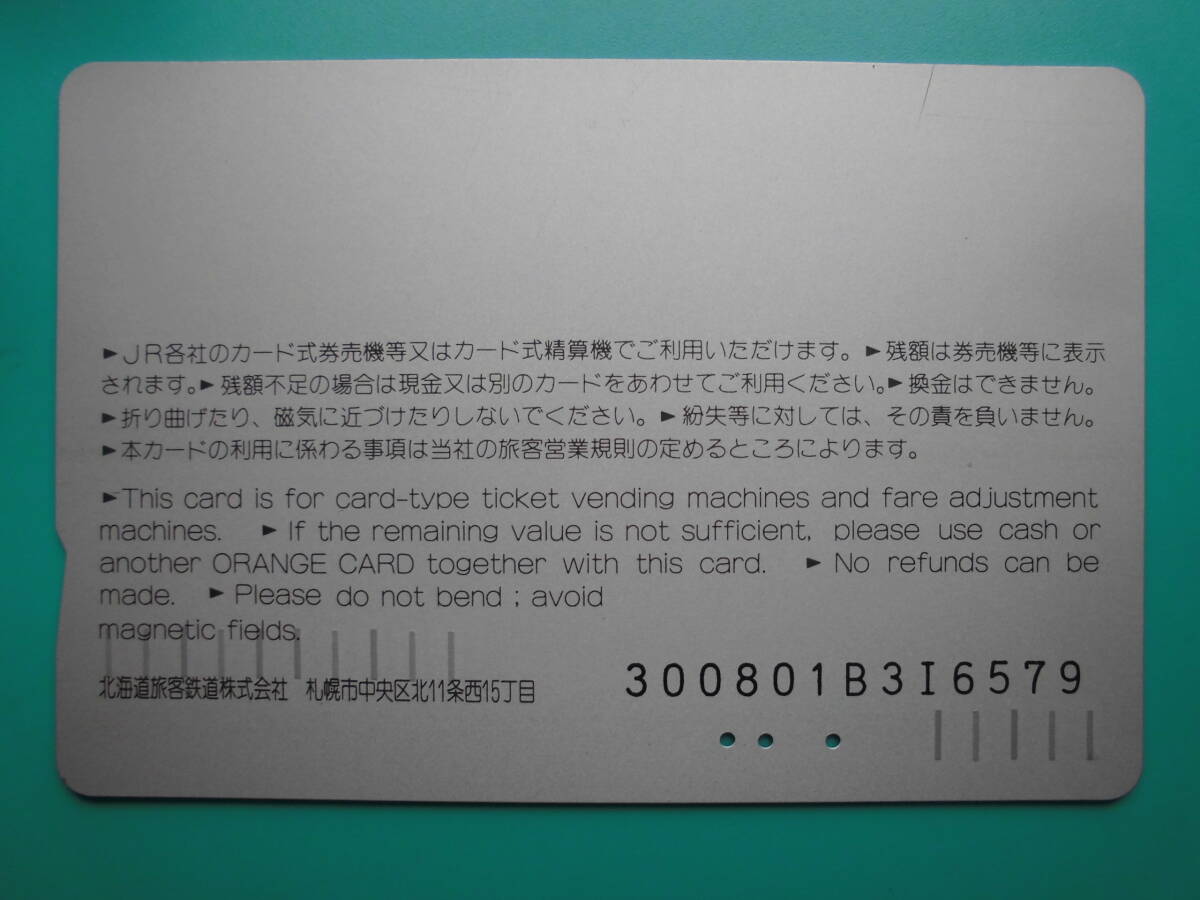 ►JR各社のカード式券売機等又はカード式精算機でご利用いただけます。►残額は券売機等に表示
されます。►残額不足の場合は現金又は別のカードをあわせてご利用ください。►換金はできません。
►折り曲げたり、磁気に近づけたりしないでください。►紛失等に対しては、その責を負いません。
►本カードの利用に係わる事項は当社の旅客営業規則の定めるところによります。
►This card is for card-type ticket vending machines and fare adjustment
machines. ►If the remaining value is not sufficient, please use cash or
another ORANGE CARD together with this card. ►No refunds can be
made. ►Please do not bend ; avoid
magnetic fields.
北海道旅客鉄道株式会社 札幌市中央区北11条西15丁目
300801B3I6579